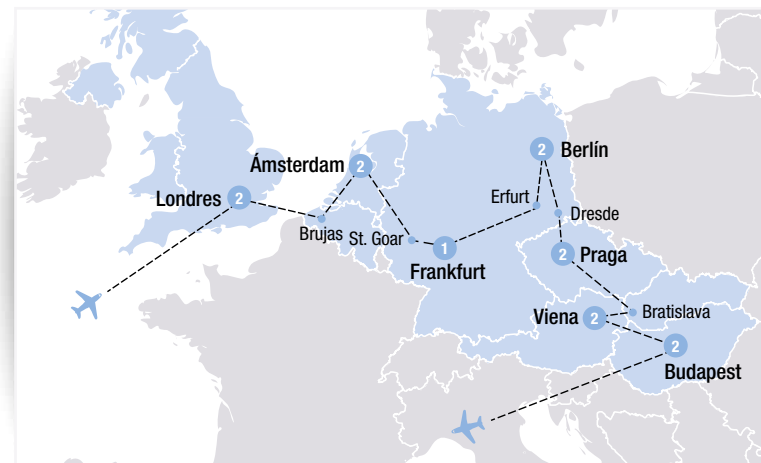 2 Berlín
Ámsterdam 2
Londres 2
Erfurt
Dresde
Brujas
St. Goar
1
Frankfurt
2 Praga
Viena 2
Bratislava
2
Budapest